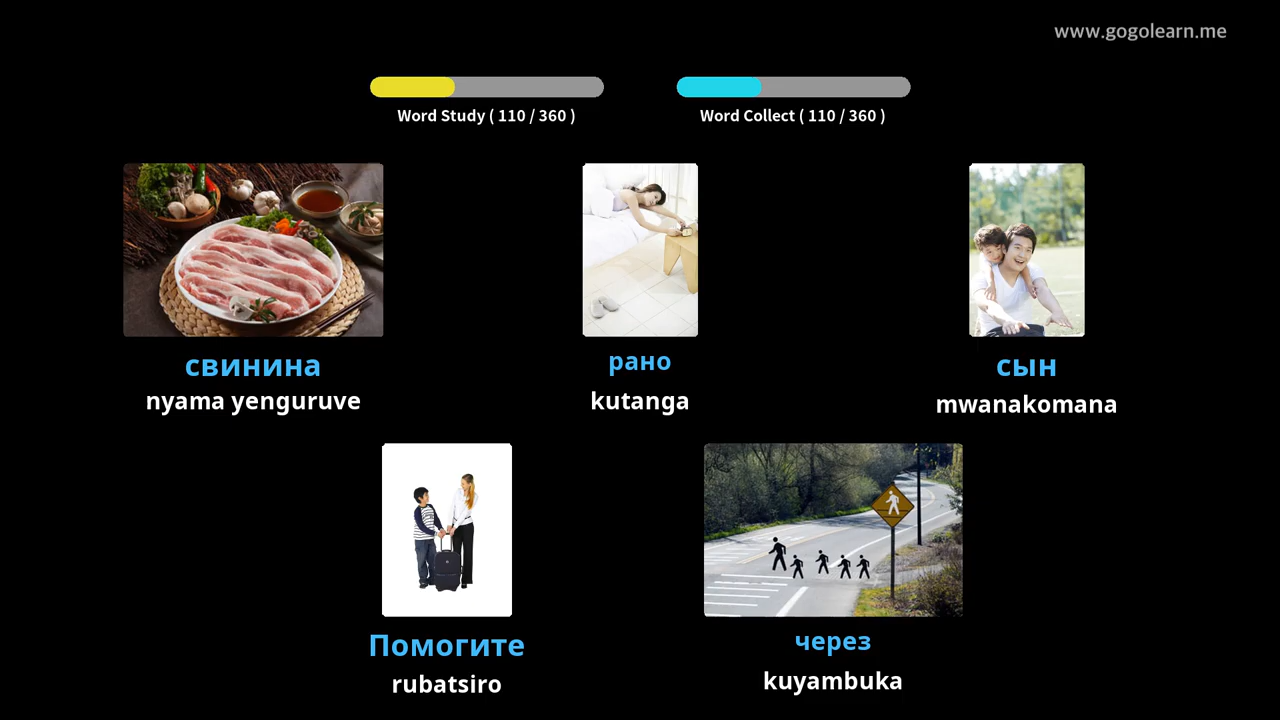 www.gogolearn.me
Word Study ( 110 / 360 )
Word Collect ( 110 / 360 )
свинина
nyama yenguruve
рано
kutanga
сын
mwanakomana
Помогите
rubatsiro
через
kuyambuka